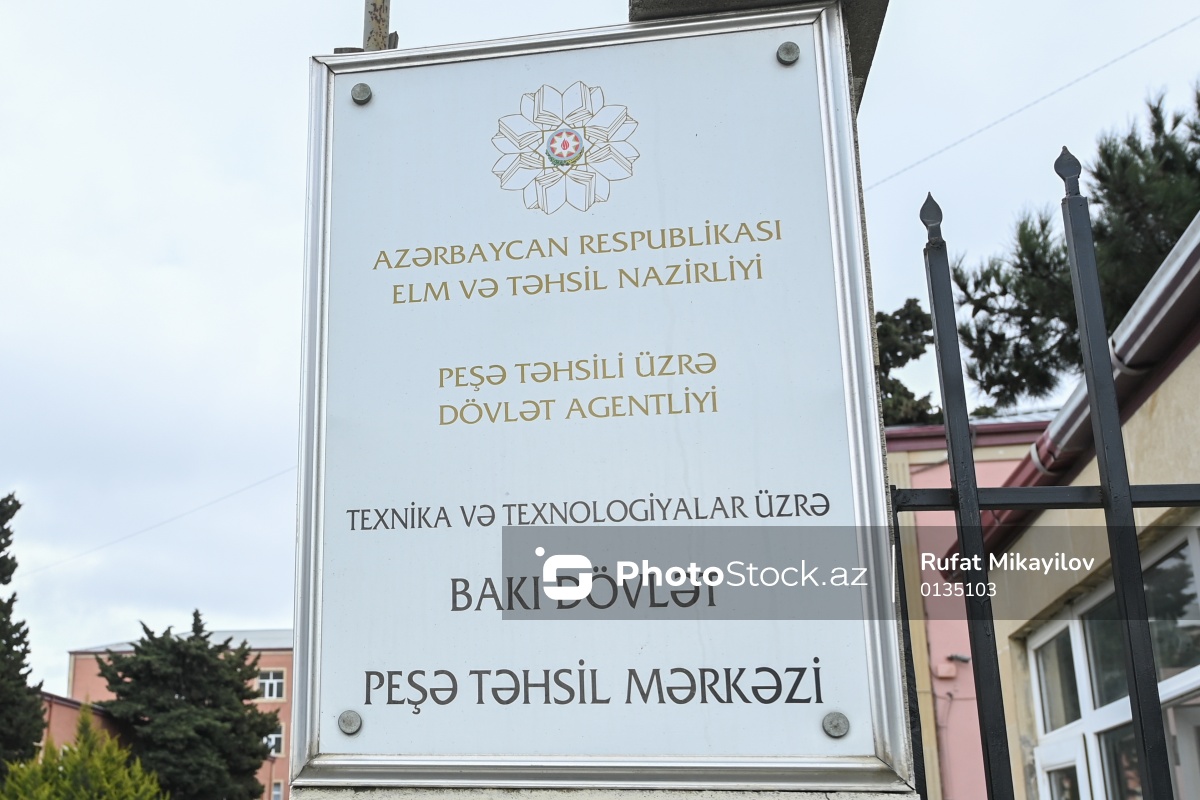 AZƏRBAYCAN RESPUBLİKASI
ELM VƏ TƏHSİL NAZİRLİYİ
PEŞƏ TƏHSİLİ ÜZRƏ
DÖVLƏT AGENTLİYİ
TEXNİKA VƏ TEXNOLOGİYALAR ÜZRƏ
BAKI DÖVLƏT
PEŞƏ TƏHSİL MƏRKƏZİ
PhotoStock.az
Rufat Mikayilov
0135103